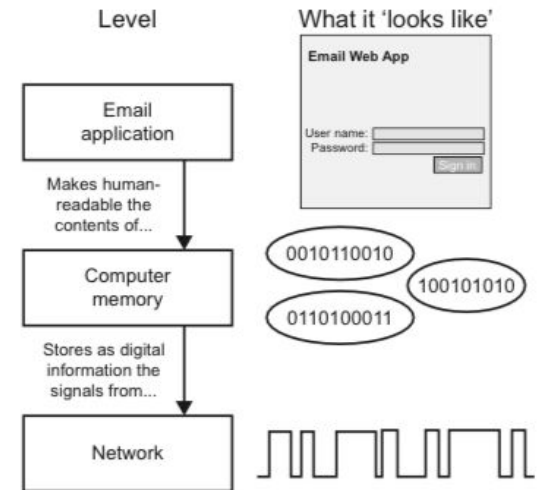 Level
What it ‘looks like’
Email Web App
User name:
Password:
Sign in
Email
application
Makes human-
readable the
contents of...
0010110010
100101010
0110100011
Computer
memory
Stores as digital
information the
signals from...
Network